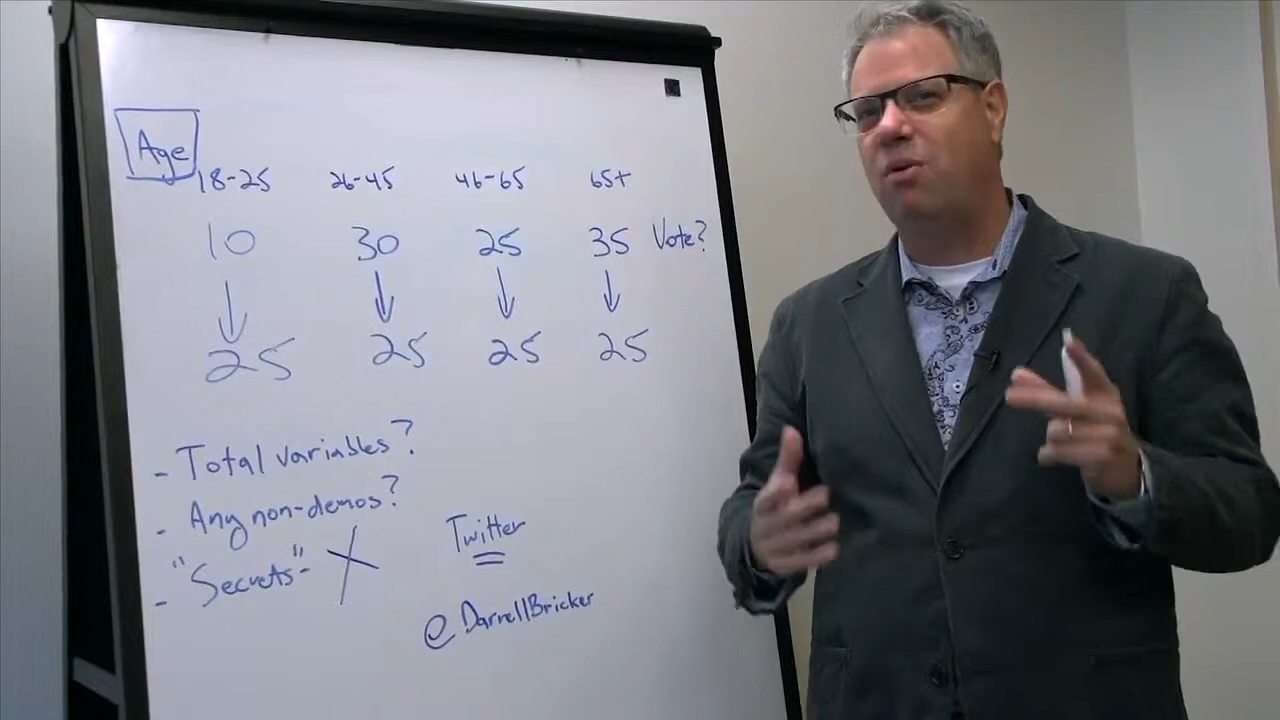 Age
18-25 26-45 46-65 65+
10 30 25 35 Vote?
25 25 25 25
- Total variables?
- Any non-demos?
- "Secrets"- X
Twitter
@DarrellBricker